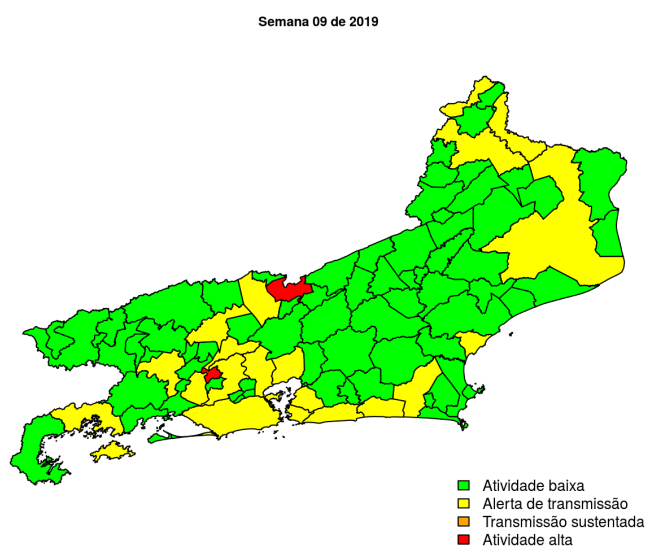 Semana 09 de 2019
Atividade baixa
Alerta de transmissão
Transmissão sustentada
Atividade alta